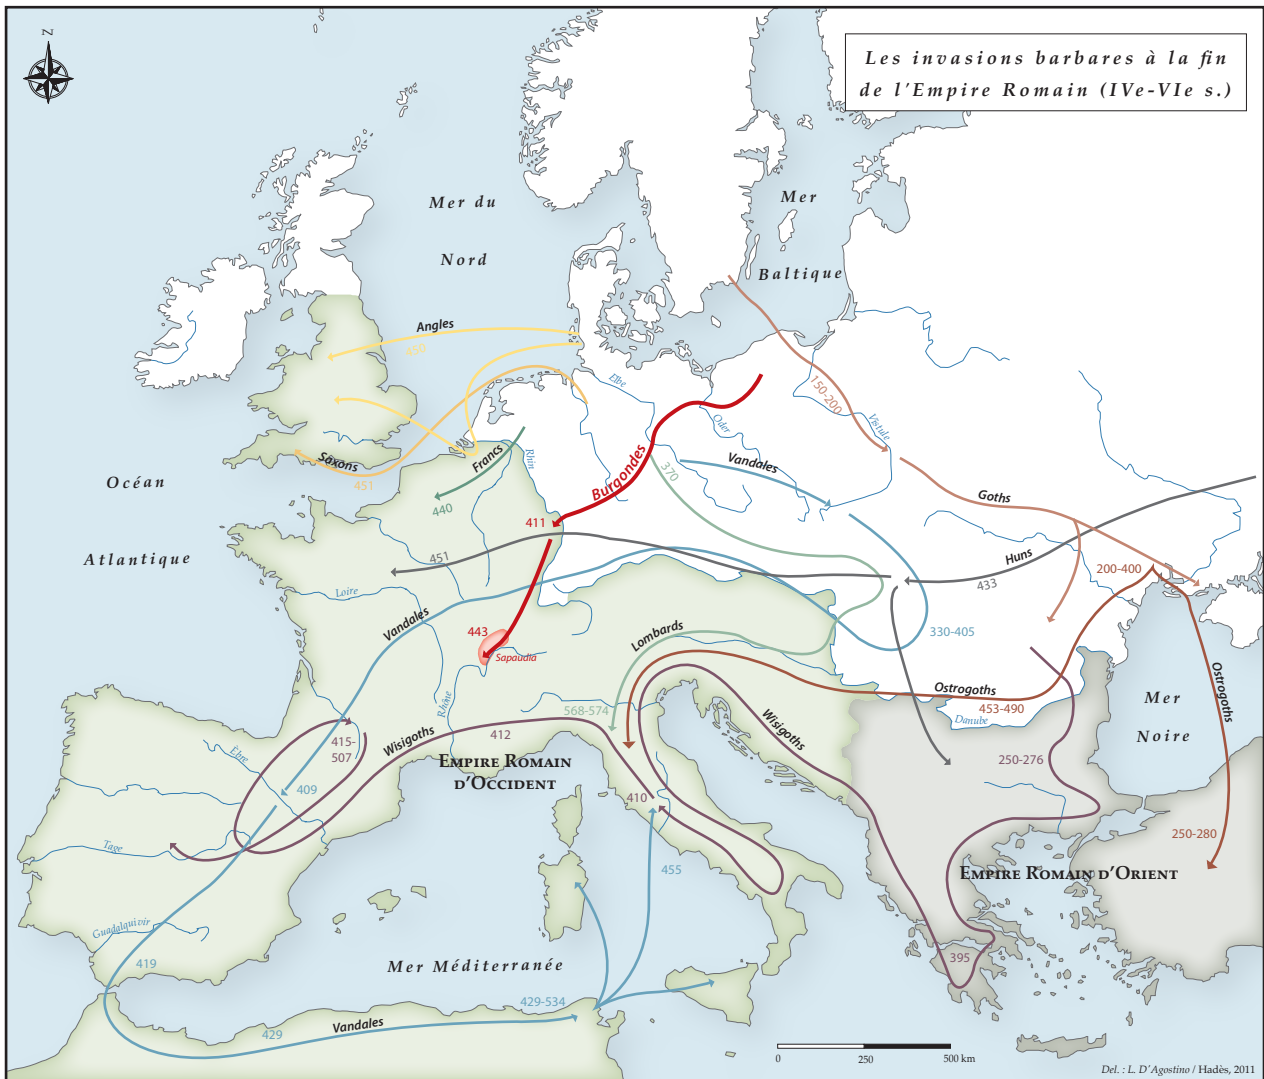 N
Les invasions barbares à la fin
de l'Empire Romain (IVe-VIe s.)
Mer du
Nord
Mer
Baltique
Océan
Atlantique
Angles
Saxons
451
Francs
440
Rhin
Elbe
Oder
Vistule
150-200
Burgondes
411
370
Vandales
Goths
Huns
433
451
200-400
Loire
Vandales
443
Sapaudia
Lombards
330-405
Ostrogoths
453-490
Danube
Ostrogoths
Mer
Noire
568-574
Rhône
Wisigoths
412
Wisigoths
415-
507
Èbre
409
Empire Romain
d'Occident
410
250-276
250-280
Tage
455
Empire Romain d'Orient
Guadalquivir
419
Mer Méditerranée
395
429-534
429
Vandales
0
250
500 km
Del. : L. D'Agostino / Hadès, 2011